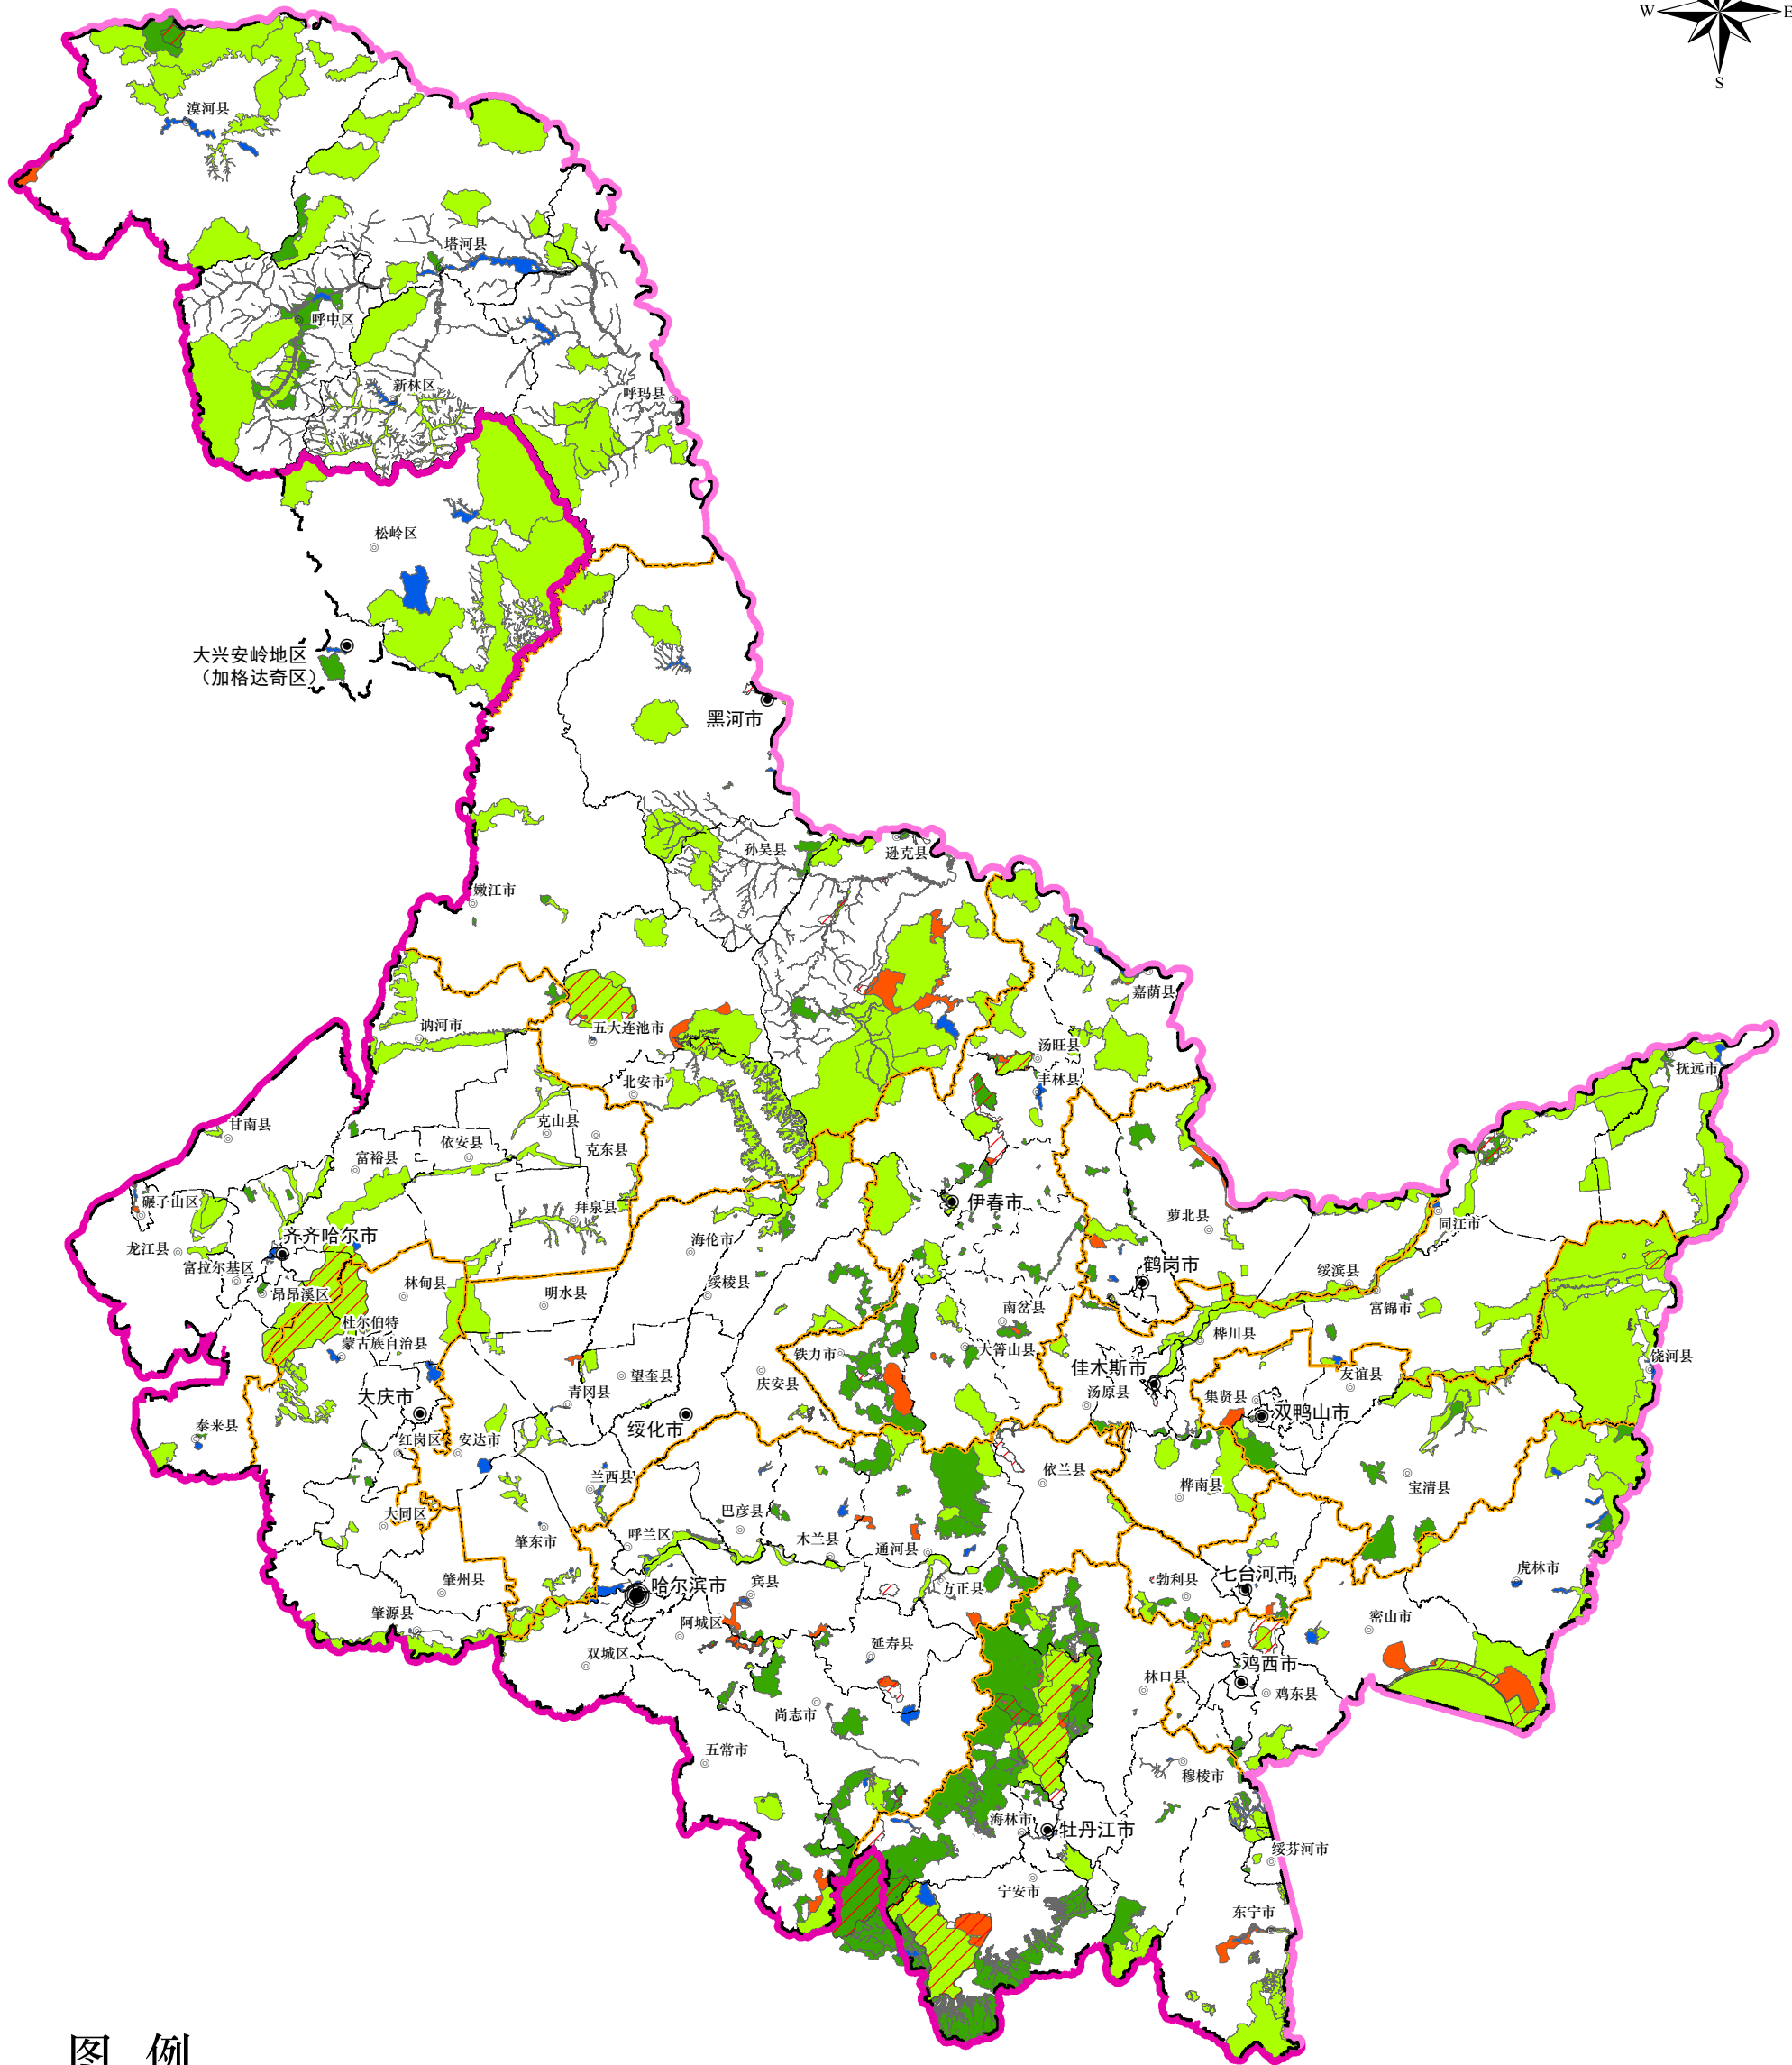 W
E
S
漠河县
塔河县
呼中区
新林区
呼玛县
松岭区
大兴安岭地区
（加格达奇区）
黑河市
孙吴县
逊克县
嫩江市
嘉荫县
五大连池市
讷河市
汤旺县
抚远市
北安市
丰林县
甘南县
克山县
依安县
克东县
富裕县
碾子山区
伊春市
拜泉县
萝北县
同江市
齐齐哈尔市
海伦市
龙江县
富拉尔基区
鹤岗市
绥滨县
林甸县
绥棱县
昂昂溪区
明水县
南岔县
富锦市
杜尔伯特
蒙古族自治县
桦川县
铁力市
大箐山县
饶河县
佳木斯市
望奎县
庆安县
友谊县
青冈县
汤原县
集贤县
大庆市
双鸭山市
泰来县
绥化市
红岗区
安达市
依兰县
兰西县
桦南县
宝清县
大同区
巴彦县
呼兰区
木兰县
肇东市
通河县
虎林市
七台河市
肇州县
哈尔滨市
宾县
方正县
勃利县
肇源县
阿城区
密山市
双城区
延寿县
鸡西市
林口县
鸡东县
尚志市
五常市
穆棱市
海林市
牡丹江市
绥芬河市
宁安市
东宁市
图 例